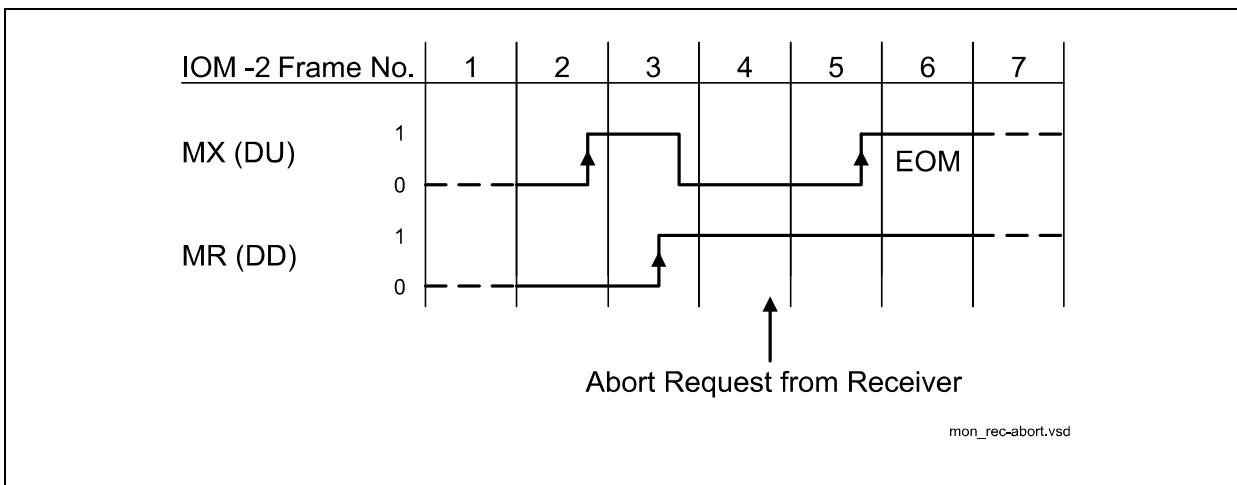 IOM -2 Frame No. 1 2 3 4 5 6 7
MX (DU) 1
0
EOM
MR (DD) 1
0
Abort Request from Receiver
mon_rec-abort.vsd